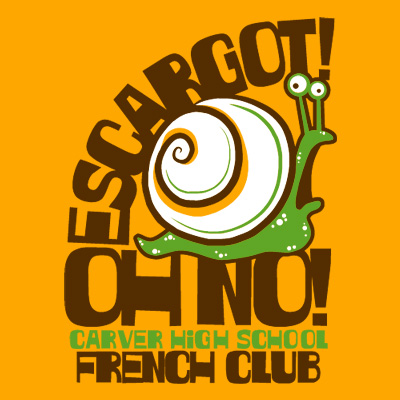 ESCARGOT!
OH NO!
CARVER HIGH SCHOOL
FRENCH CLUB